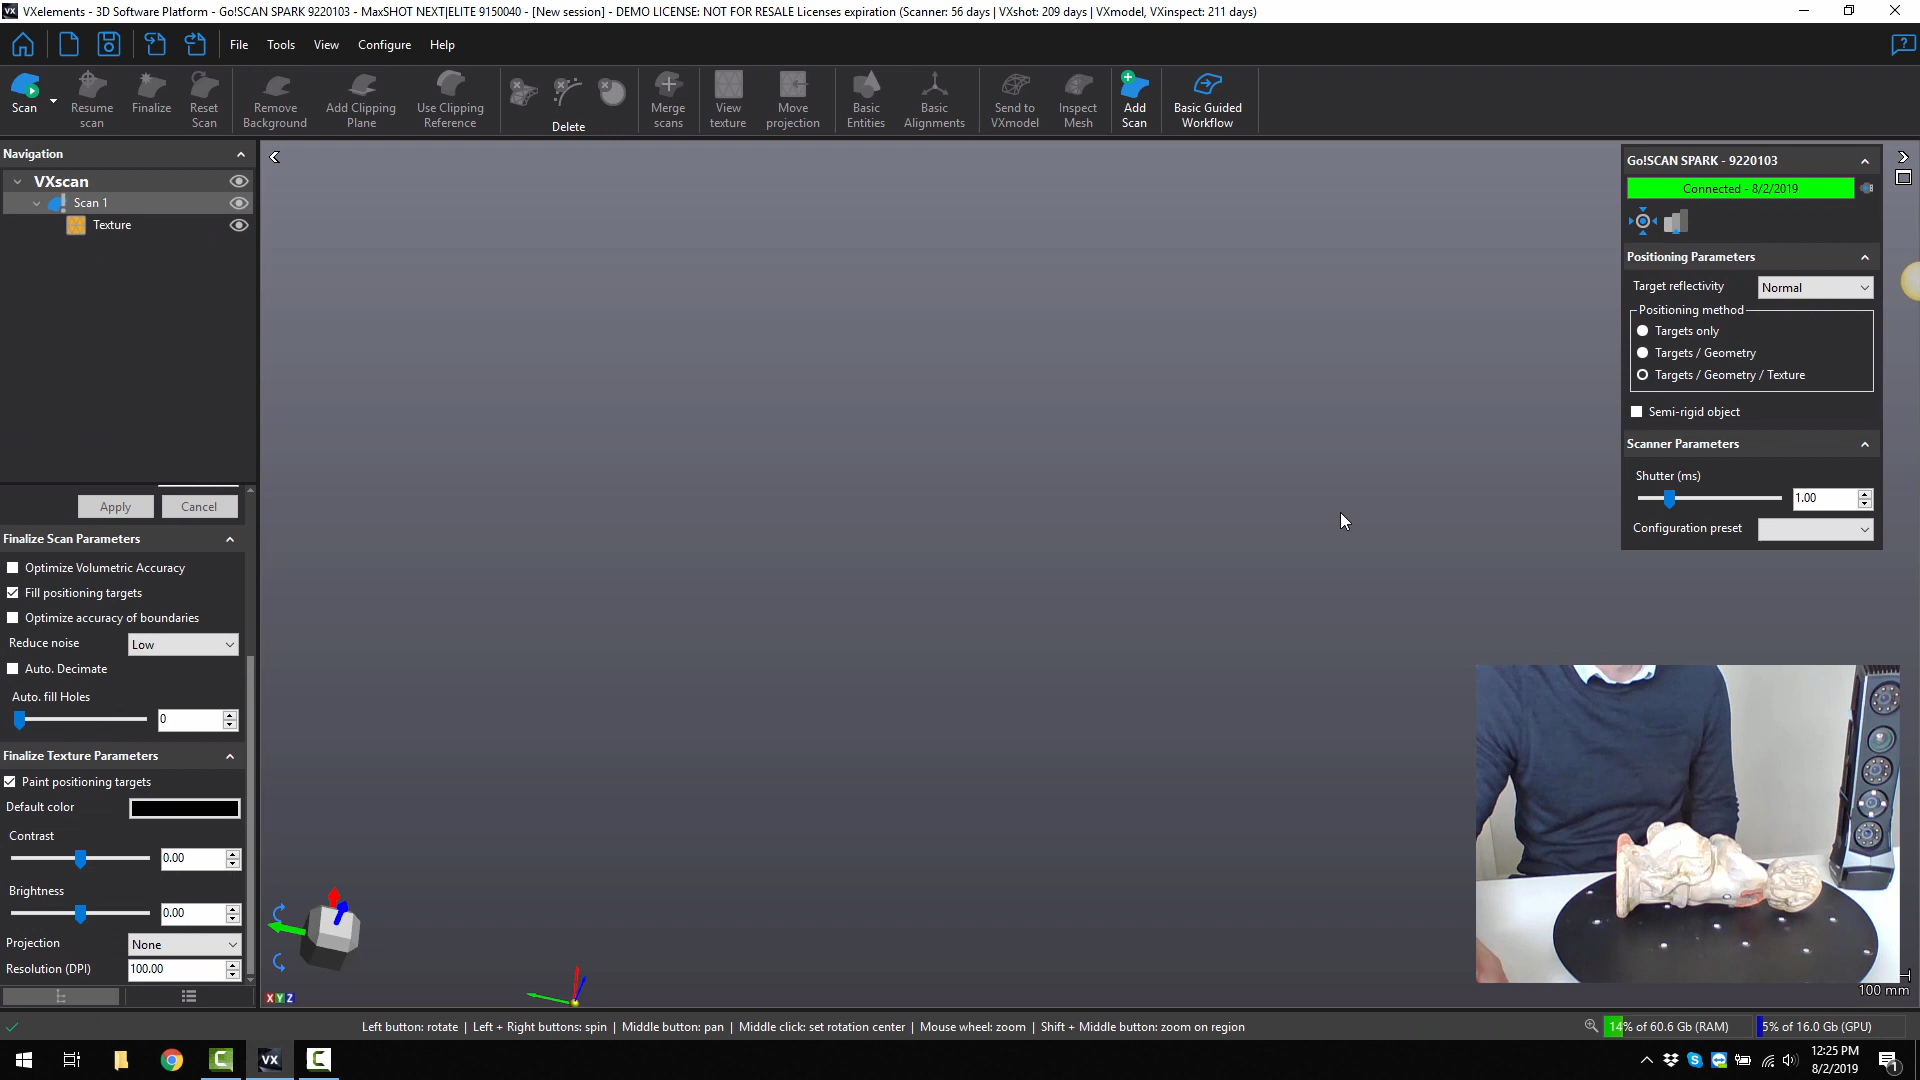 VXelements - 3D Software Platform - Go!SCAN SPARK 9220103 - MaxSHOT NEXT|ELITE 9150040 - [New session] - DEMO LICENSE: NOT FOR RESALE Licenses expiration (Scanner: 56 days | VXshot: 209 days | VXmodel, VXinspect: 211 days)
File Tools View Configure Help
Scan
Resume scan
Finalize
Reset Scan
Remove Background
Add Clipping Plane
Use Clipping Reference
Delete
Merge scans
View texture
Move projection
Basic Entities
Basic Alignments
Send to VXmodel
Inspect Mesh
Add Scan
Basic Guided Workflow
Navigation
VXscan
Scan 1
Texture
Apply Cancel
Finalize Scan Parameters
Optimize Volumetric Accuracy
Fill positioning targets
Optimize accuracy of boundaries
Reduce noise Low
Auto. Decimate
Auto. fill Holes
0
Finalize Texture Parameters
Paint positioning targets
Default color
Contrast
0.00
Brightness
0.00
Projection None
Resolution (DPI) 100.00
X Y Z
Go!SCAN SPARK - 9220103
Connected - 8/2/2019
Positioning Parameters
Target reflectivity Normal
Positioning method
Targets only
Targets / Geometry
Targets / Geometry / Texture
Semi-rigid object
Scanner Parameters
Shutter (ms)
1.00
Configuration preset
100 mm
Left button: rotate | Left + Right buttons: spin | Middle button: pan | Middle click: set rotation center | Mouse wheel: zoom | Shift + Middle button: zoom on region
14% of 60.6 Gb (RAM) 5% of 16.0 Gb (GPU)
VX
12:25 PM
8/2/2019
1